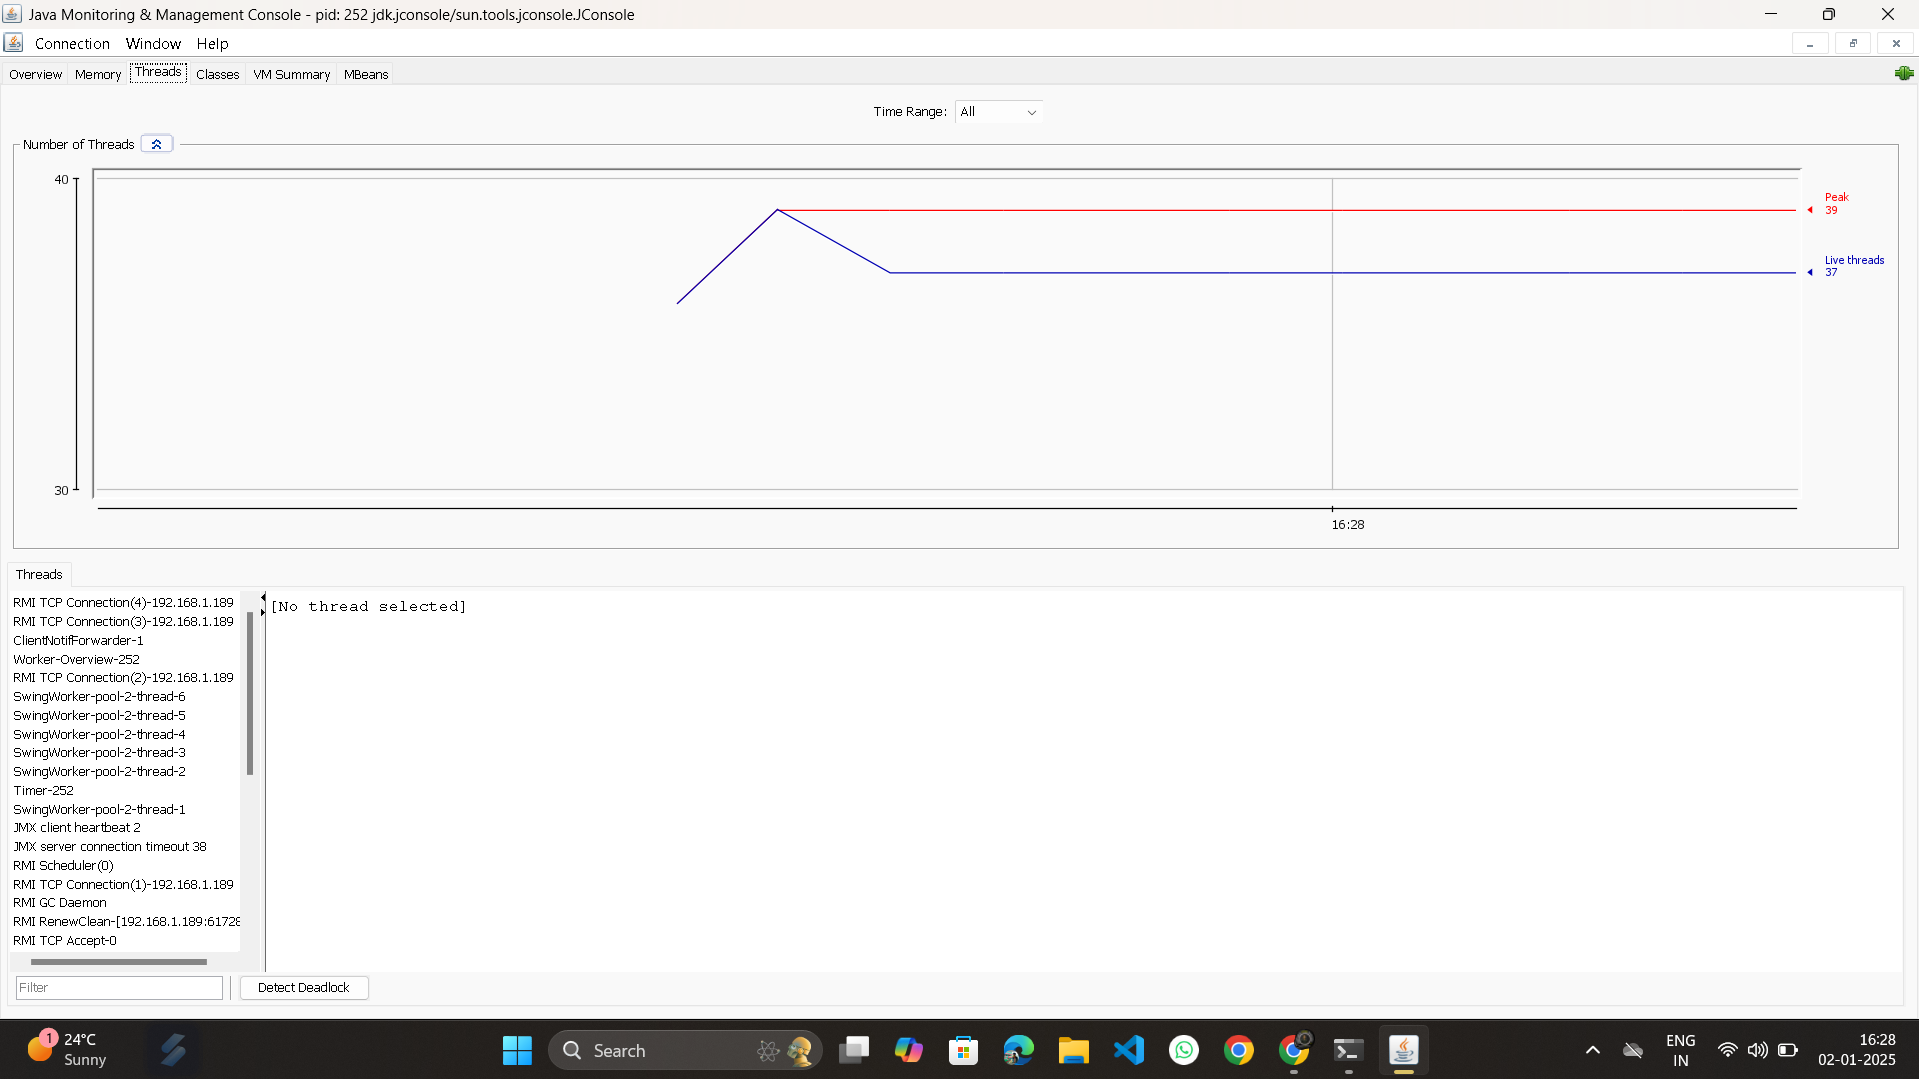 Java Monitoring & Management Console - pid: 252 jdk.jconsole/sun.tools.jconsole.JConsole
Connection Window Help
Overview Memory Threads Classes VM Summary MBeans
Time Range: All
Number of Threads
40
Peak
39
Live threads
37
30
16:28
Threads
RMI TCP Connection(4)-192.168.1.189
RMI TCP Connection(3)-192.168.1.189
ClientNotifForwarder-1
Worker-Overview-252
RMI TCP Connection(2)-192.168.1.189
SwingWorker-pool-2-thread-6
SwingWorker-pool-2-thread-5
SwingWorker-pool-2-thread-4
SwingWorker-pool-2-thread-3
SwingWorker-pool-2-thread-2
Timer-252
SwingWorker-pool-2-thread-1
JMX client heartbeat 2
JMX server connection timeout 38
RMI Scheduler(0)
RMI TCP Connection(1)-192.168.1.189
RMI GC Daemon
RMI RenewClean-[192.168.1.189:61728
RMI TCP Accept-0
[No thread selected]
Filter
Detect Deadlock
1
24°C
Sunny
Search
ENG
IN
16:28
02-01-2025